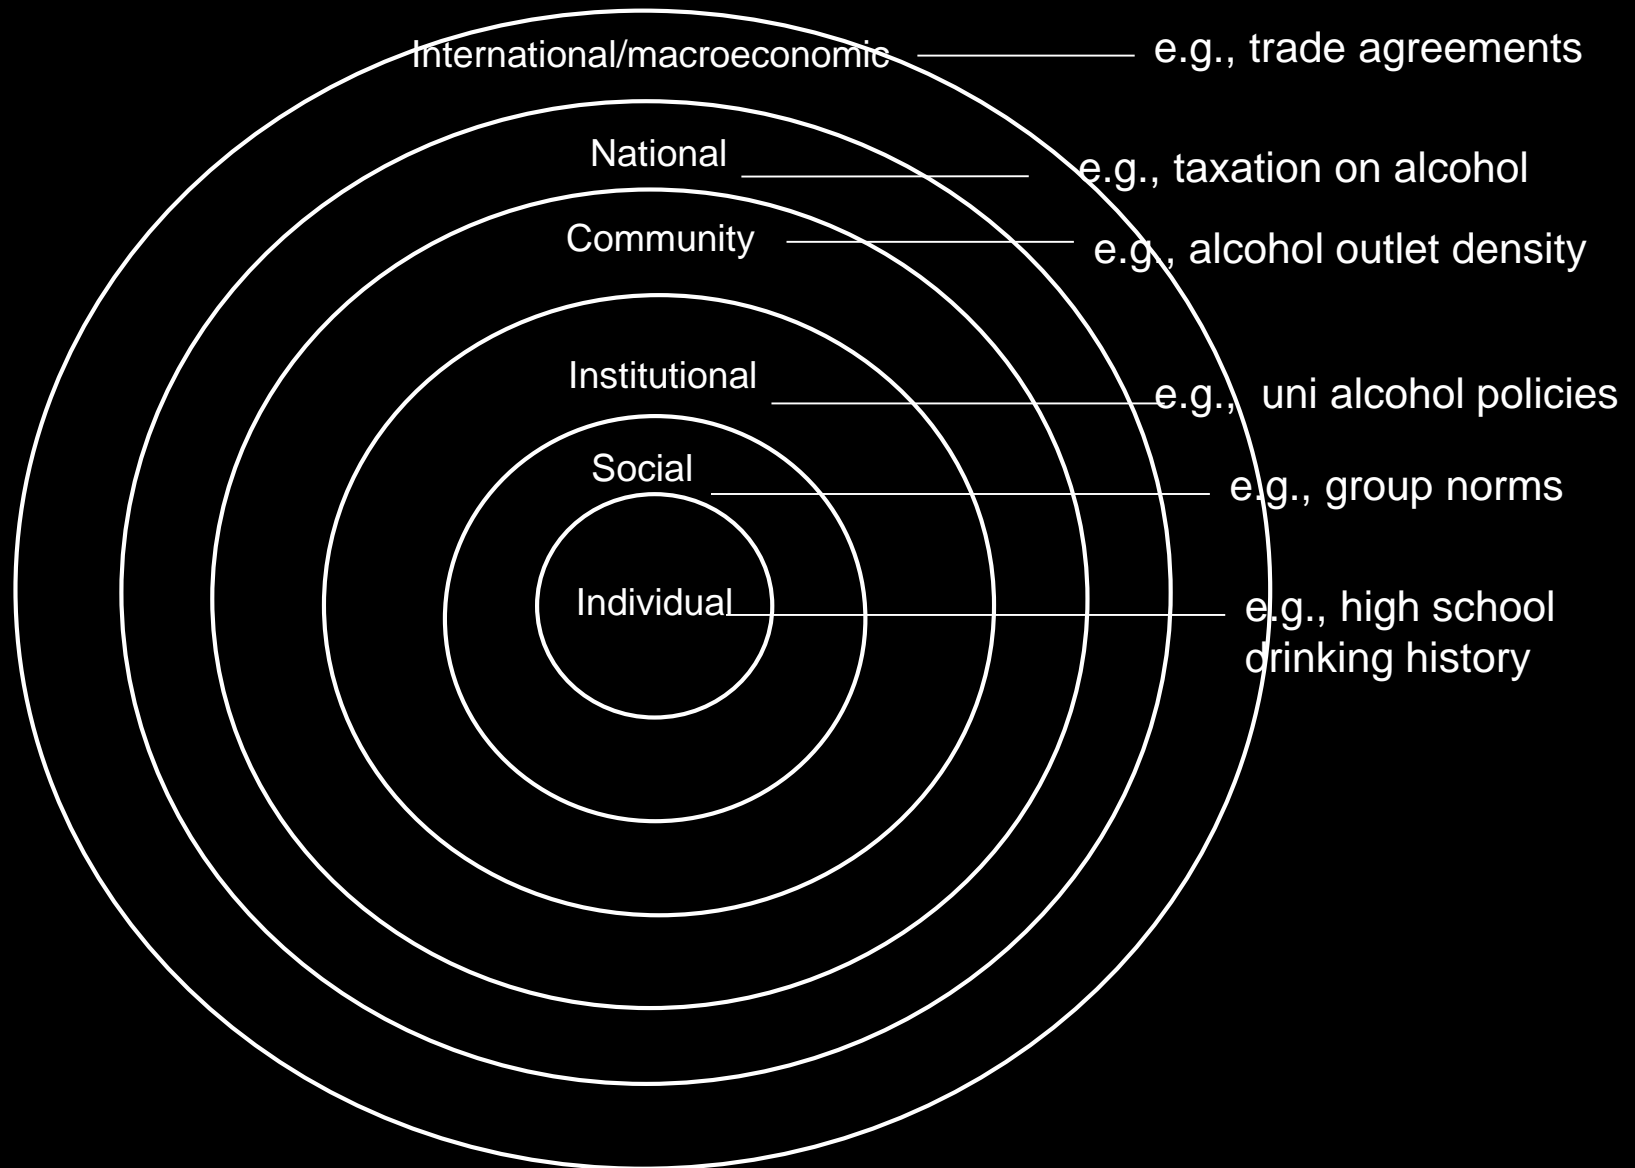 International/macroeconomic
e.g., trade agreements
National
e.g., taxation on alcohol
Community
e.g., alcohol outlet density
Institutional
e.g.,  uni alcohol policies
Social
e.g., group norms
Individual
e.g., high school
drinking history